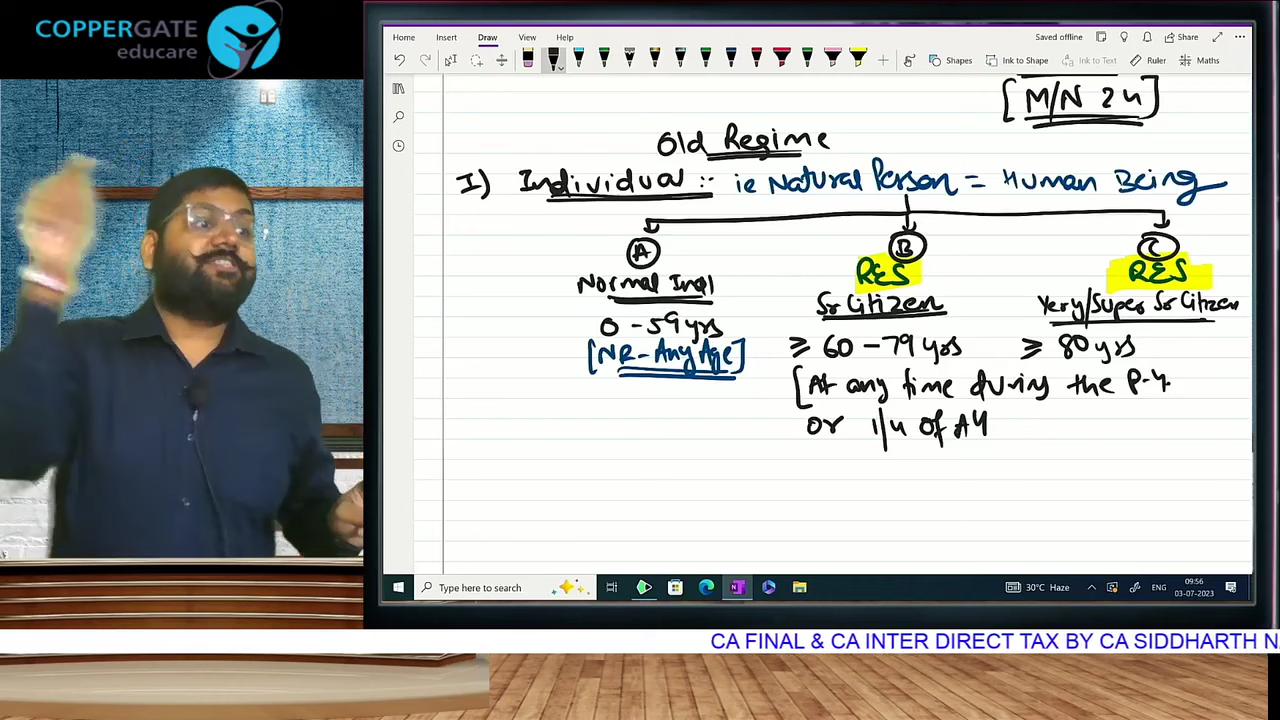 COPPERGATE
educare
Home Insert Draw View Help
Saved offline
Share
Shapes
Ink to Shape
Ink to Text
Ruler
Maths
[M/N 24]
Old Regime
I) Individual :- ie Natural Person = Human Being
A
B
C
RES
RES
Normal Indl
Sr Citizen
Very/Super Sr Citizen
0 - 59 yrs
≥ 60 - 79 yrs
≥ 80 yrs
[NR - Any Age]
[At any time during the P.Y.
or 1/4 of AY
Type here to search
30°C Haze
ENG
09:56
03-07-2023
CA FINAL & CA INTER DIRECT TAX BY CA SIDDHARTH